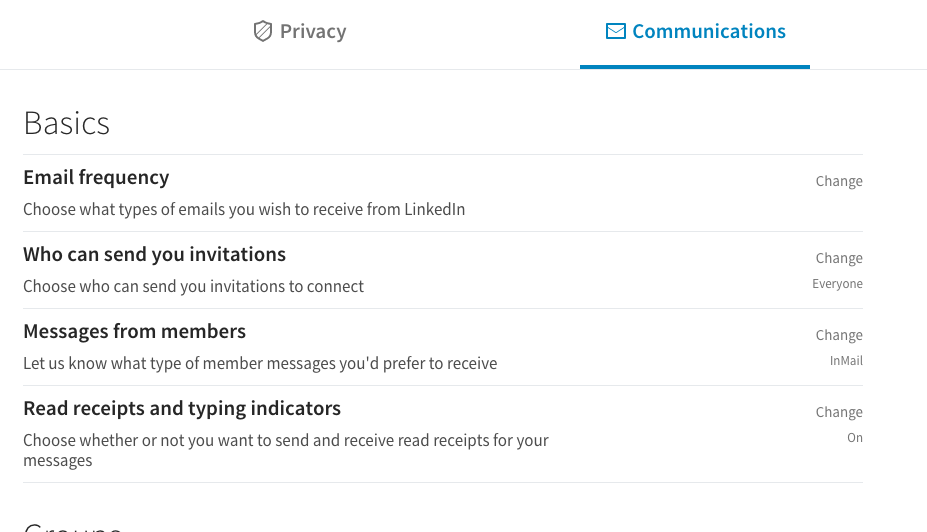 Privacy
Communications
Basics
Email frequency
Change
Choose what types of emails you wish to receive from LinkedIn
Who can send you invitations
Change
Choose who can send you invitations to connect
Everyone
Messages from members
Change
Let us know what type of member messages you'd prefer to receive
InMail
Read receipts and typing indicators
Change
Choose whether or not you want to send and receive read receipts for your
On
messages